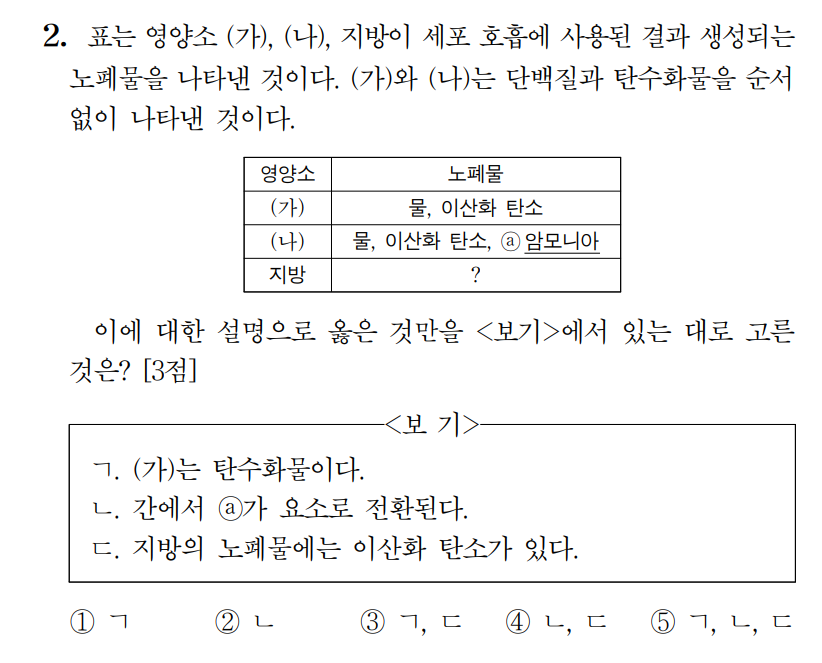 2. 표는 영양소 (가), (나), 지방이 세포 호흡에 사용된 결과 생성되는
노폐물을 나타낸 것이다. (가)와 (나)는 단백질과 탄수화물을 순서
없이 나타낸 것이다.
영양소 노폐물
(가) 물, 이산화 탄소
(나) 물, 이산화 탄소, ⓐ암모니아
지방 ?
이에 대한 설명으로 옳은 것만을 <보기>에서 있는 대로 고른
것은? [3점]
<보 기>
ㄱ. (가)는 탄수화물이다.
ㄴ. 간에서 ⓐ가 요소로 전환된다.
ㄷ. 지방의 노폐물에는 이산화 탄소가 있다.
① ㄱ ② ㄴ ③ ㄱ, ㄷ ④ ㄴ, ㄷ ⑤ ㄱ, ㄴ, ㄷ